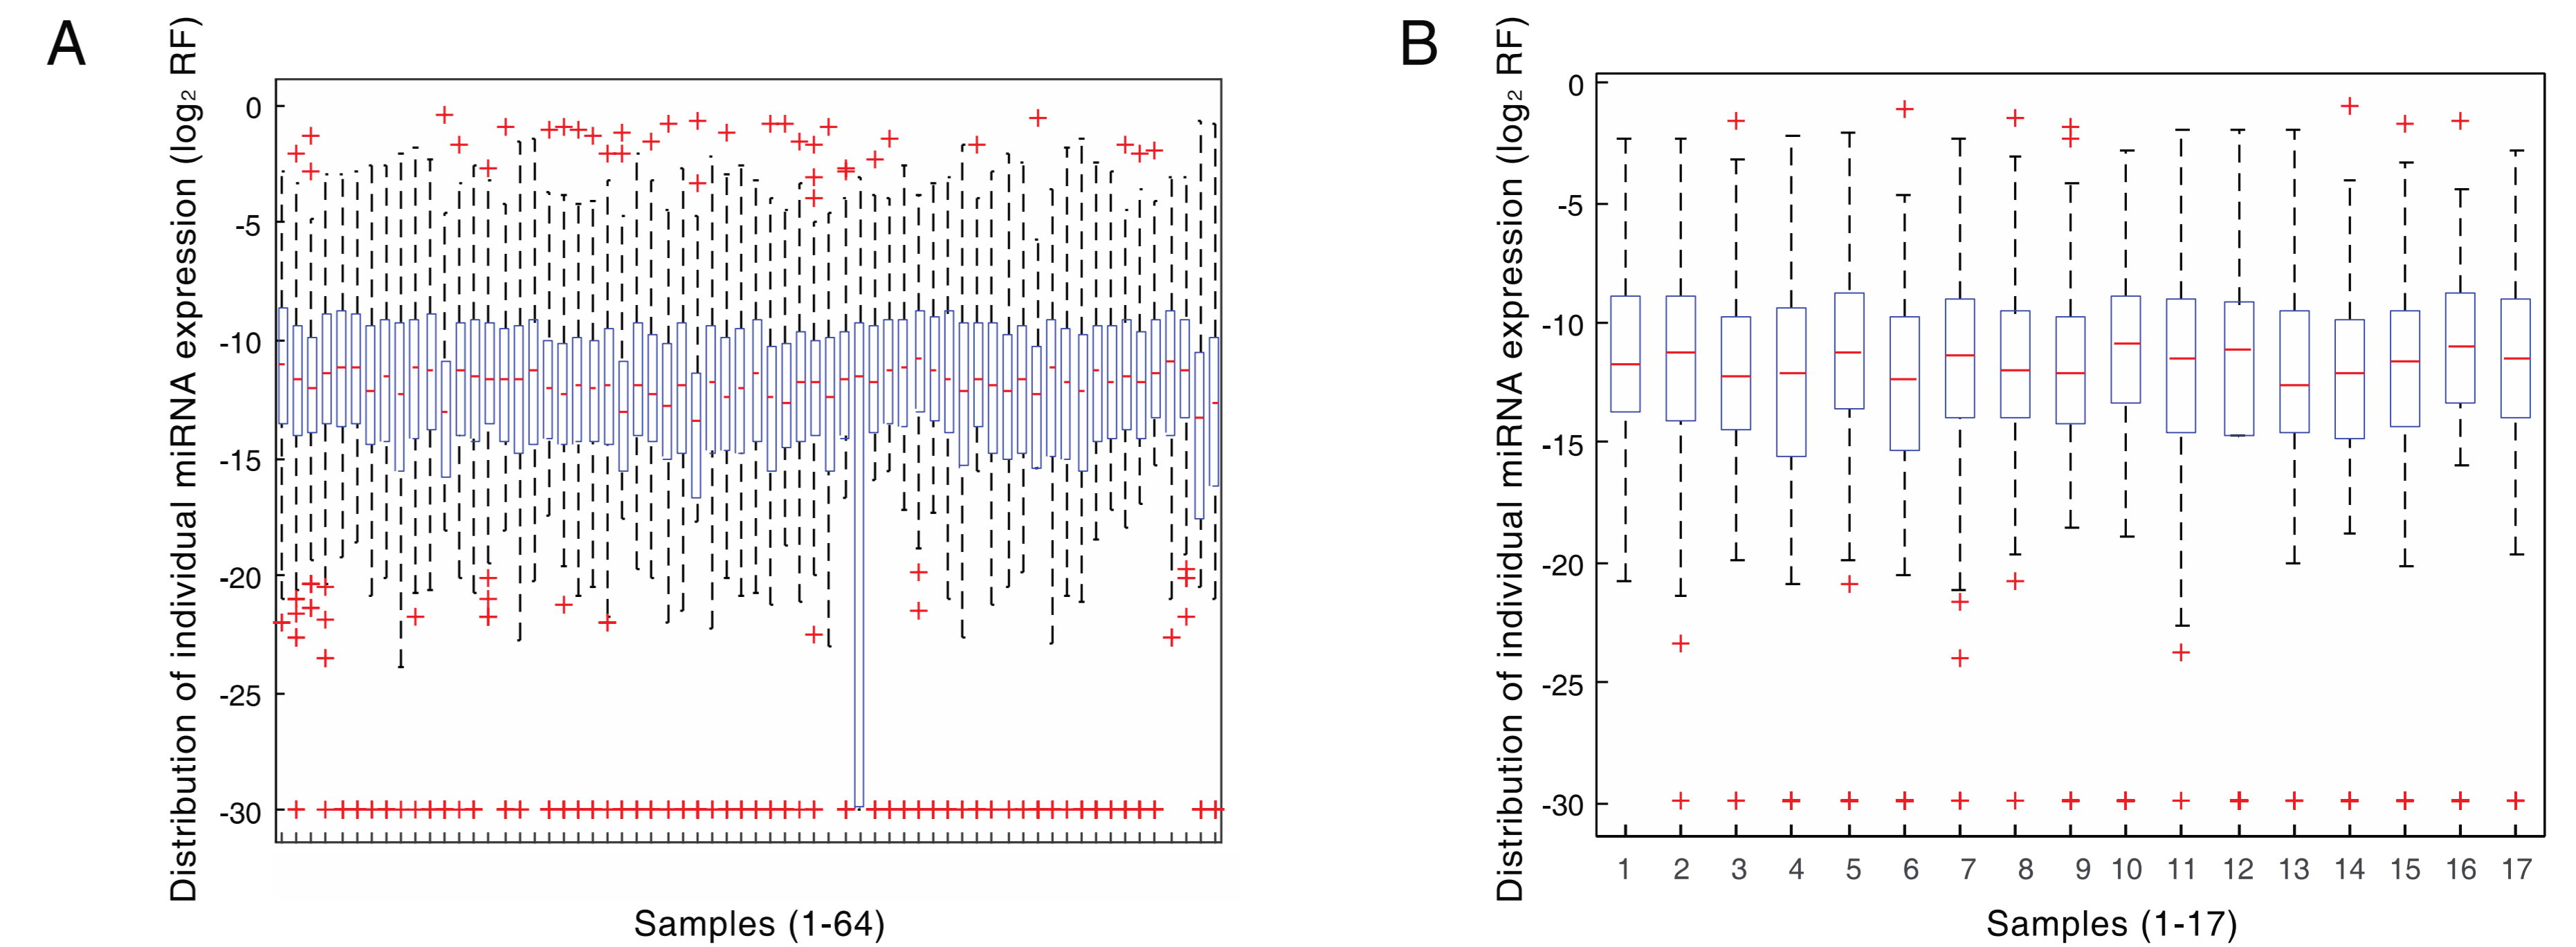 A
Distribution of individual miRNA expression (log₂ RF)
0
-5
-10
-15
-20
-25
-30
Samples (1-64)
B
Distribution of individual miRNA expression (log₂ RF)
0
-5
-10
-15
-20
-25
-30
1 2 3 4 5 6 7 8 9 10 11 12 13 14 15 16 17
Samples (1-17)